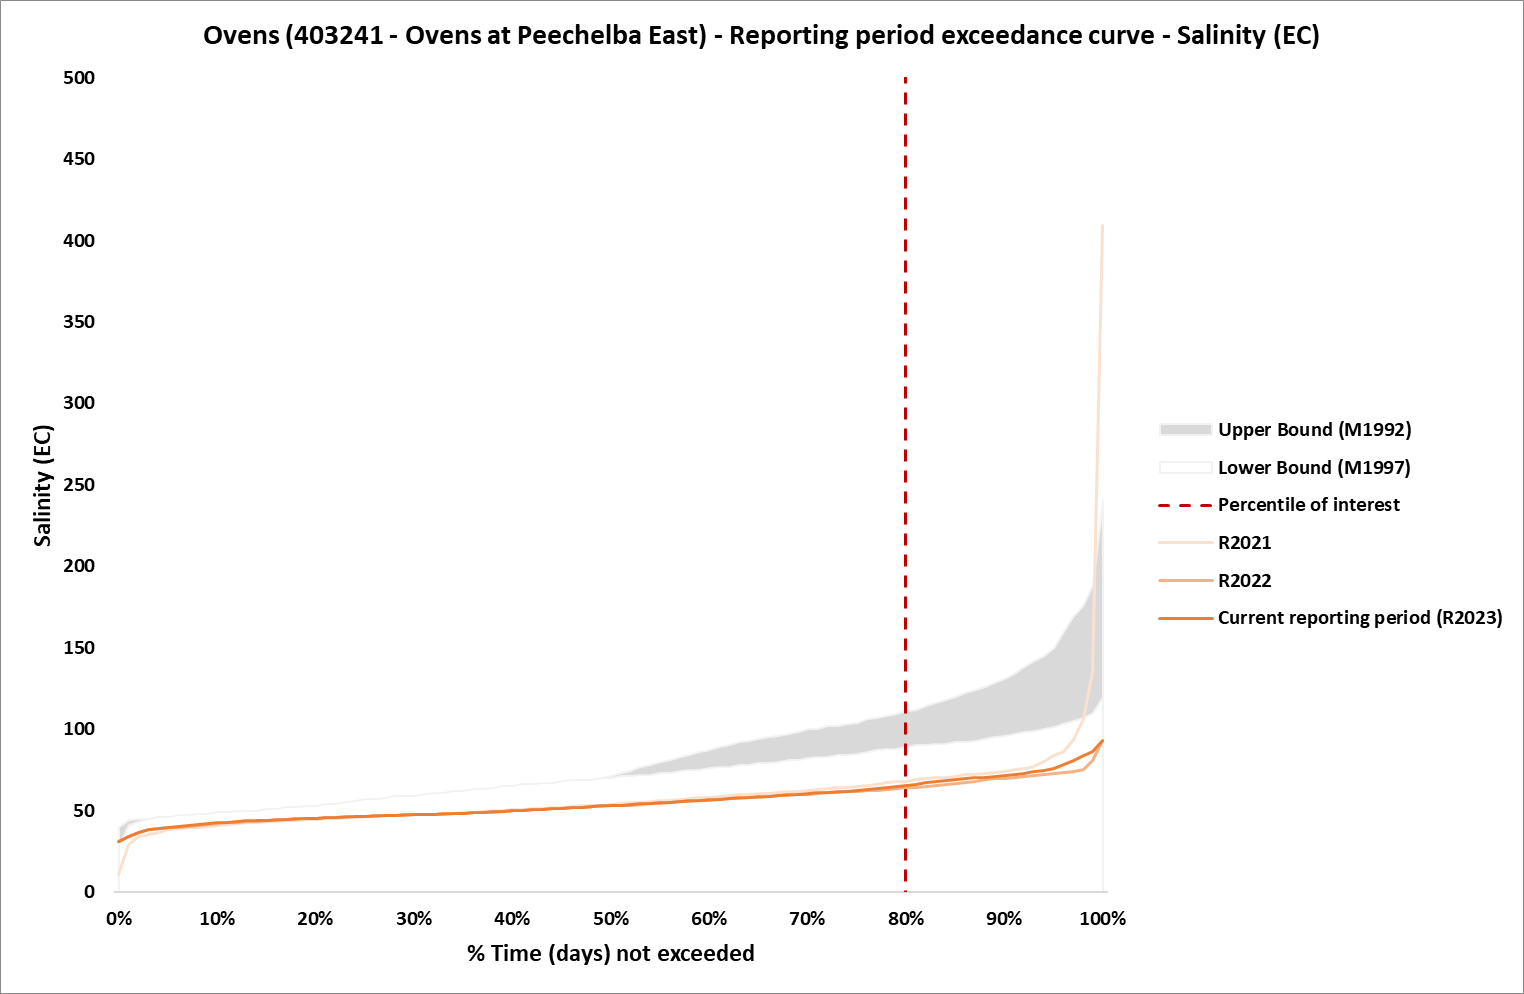 Ovens (403241 - Ovens at Peechelba East) - Reporting period exceedance curve - Salinity (EC)
500
450
400
350
300
250
200
150
100
50
0
Salinity (EC)
0% 10% 20% 30% 40% 50% 60% 70% 80% 90% 100%
% Time (days) not exceeded
Upper Bound (M1992)
Lower Bound (M1997)
Percentile of interest
R2021
R2022
Current reporting period (R2023)